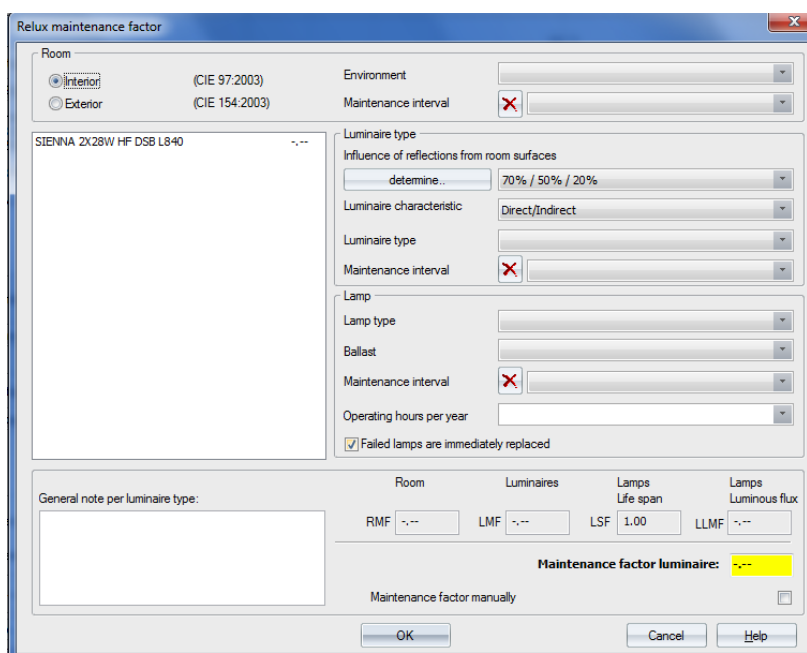 Relux maintenance factor
Room
Interior (CIE 97:2003)
Exterior (CIE 154:2003)
Environment
Maintenance interval
SIENNA 2X28W HF DSB L840 -.--
Luminaire type
Influence of reflections from room surfaces
determine.. 70% / 50% / 20%
Luminaire characteristic Direct/Indirect
Luminaire type
Maintenance interval
Lamp
Lamp type
Ballast
Maintenance interval
Operating hours per year
Failed lamps are immediately replaced
General note per luminaire type:
Room Luminaires Lamps Lamps
Life span Luminous flux
RMF -.-- LMF -.-- LSF 1.00 LLMF -.--
Maintenance factor luminaire: -.--
Maintenance factor manually
OK Cancel Help